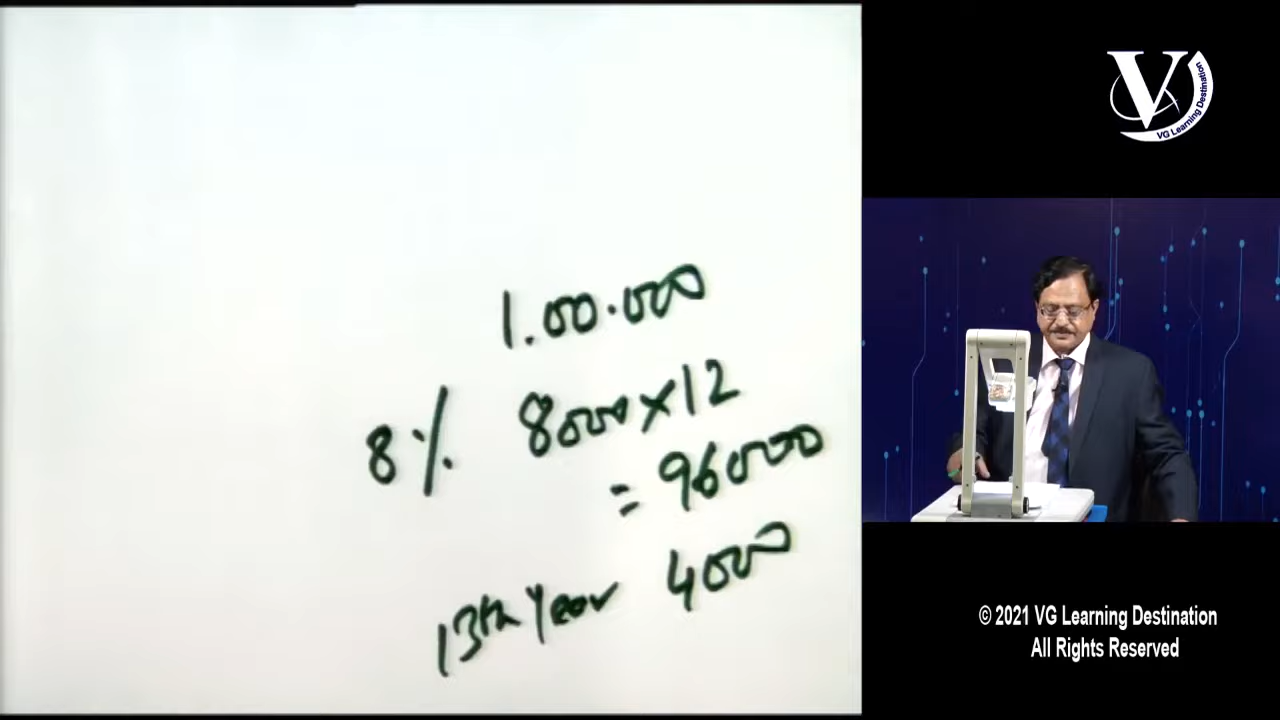 1.00.000
8% 8000×12
= 96000
13th Year 4000
V
VG Learning Destination
© 2021 VG Learning Destination
All Rights Reserved